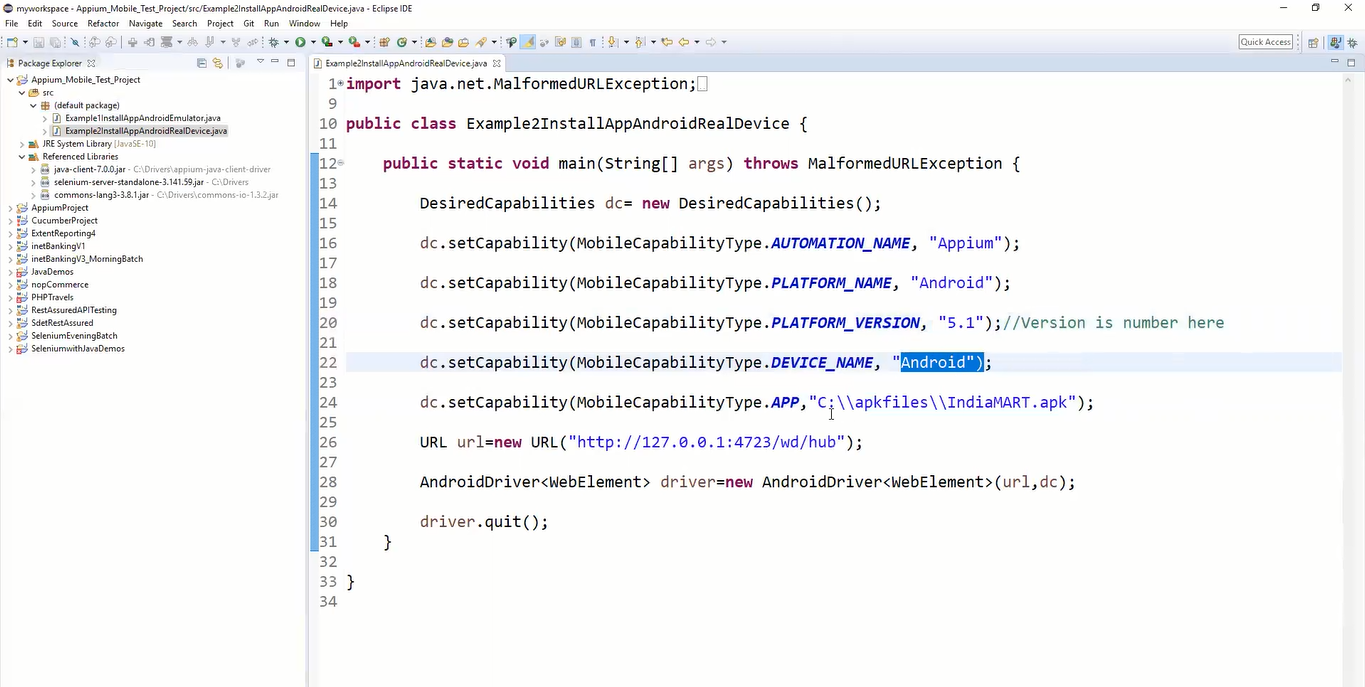 myworkspace - Appium_Mobile_Test_Project/src/Example2InstallAppAndroidRealDevice.java - Eclipse IDE
File Edit Source Refactor Navigate Search Project Git Run Window Help
Quick Access
Package Explorer
Appium_Mobile_Test_Project
src
(default package)
Example1InstallAppAndroidEmulator.java
Example2InstallAppAndroidRealDevice.java
JRE System Library [JavaSE-10]
Referenced Libraries
java-client-7.0.0.jar - C:\Drivers\appium-java-client-driver
selenium-server-standalone-3.141.59.jar - C:\Drivers
commons-lang3-3.8.1.jar - C:\Drivers\commons-io-1.3.2.jar
AppiumProject
CucumberProject
ExtentReporting4
inetBankingV1
inetBankingV3_MorningBatch
JavaDemos
nopCommerce
PHPTravels
RestAssuredAPITesting
SdetRestAssured
SeleniumEveningBatch
SeleniumwithJavaDemos
Example2InstallAppAndroidRealDevice.java
1 import java.net.MalformedURLException;
9
10 public class Example2InstallAppAndroidRealDevice {
11
12 public static void main(String[] args) throws MalformedURLException {
13
14 DesiredCapabilities dc= new DesiredCapabilities();
15
16 dc.setCapability(MobileCapabilityType.AUTOMATION_NAME, "Appium");
17
18 dc.setCapability(MobileCapabilityType.PLATFORM_NAME, "Android");
19
20 dc.setCapability(MobileCapabilityType.PLATFORM_VERSION, "5.1");//Version is number here
21
22 dc.setCapability(MobileCapabilityType.DEVICE_NAME, "Android");
23
24 dc.setCapability(MobileCapabilityType.APP,"C:\\apkfiles\\IndiaMART.apk");
25
26 URL url=new URL("http://127.0.0.1:4723/wd/hub");
27
28 AndroidDriver<WebElement> driver=new AndroidDriver<WebElement>(url,dc);
29
30 driver.quit();
31 }
32
33 }
34